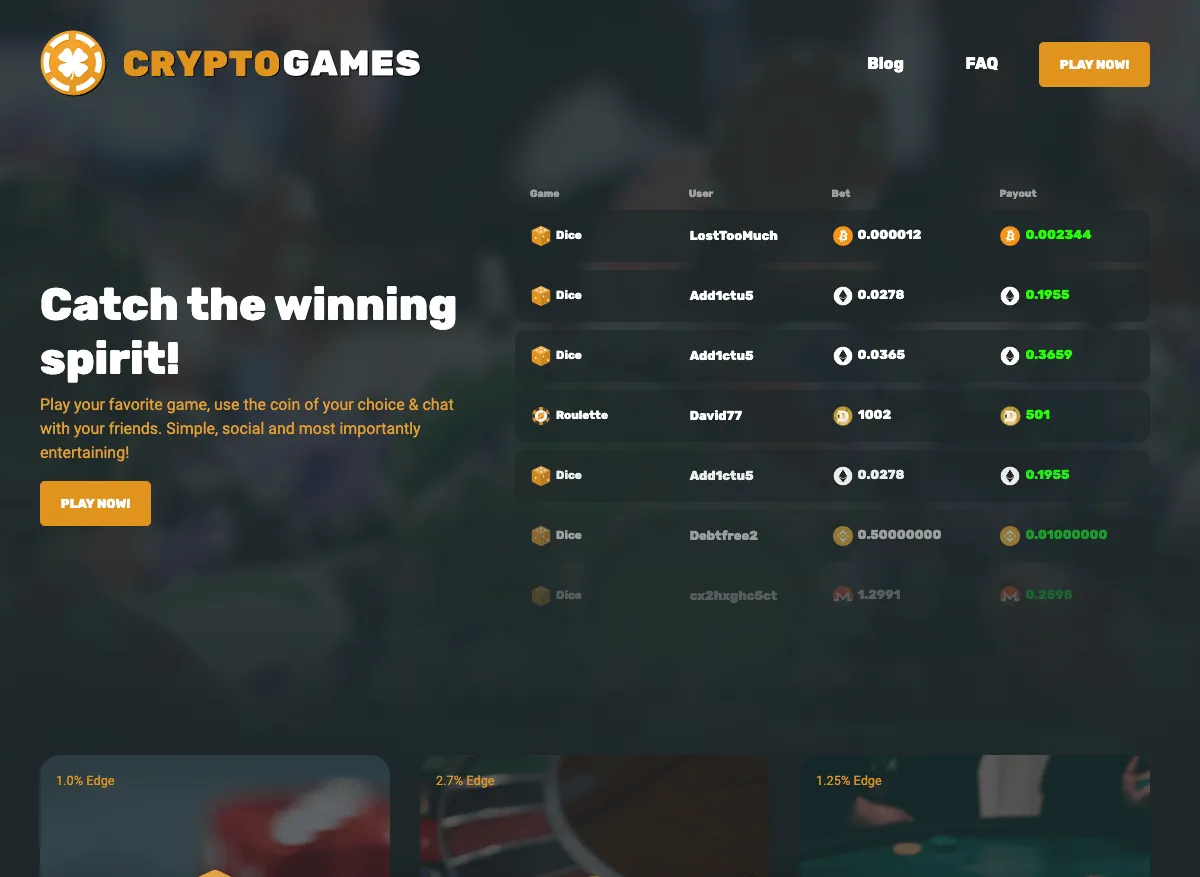 CRYPTOGAMES
Blog
FAQ
PLAY NOW!
Catch the winning
spirit!
Play your favorite game, use the coin of your choice & chat
with your friends. Simple, social and most importantly
entertaining!
PLAY NOW!
Game User Bet Payout
Dice LostTooMuch 0.000012 0.002344
Dice Add1ctu5 0.0278 0.1955
Dice Add1ctu5 0.0365 0.3659
Roulette David77 1002 501
Dice Add1ctu5 0.0278 0.1955
Dice Debtfree2 0.50000000 0.01000000
Dice cx2hxghc5ct 1.2991 0.2598
1.0% Edge
2.7% Edge
1.25% Edge